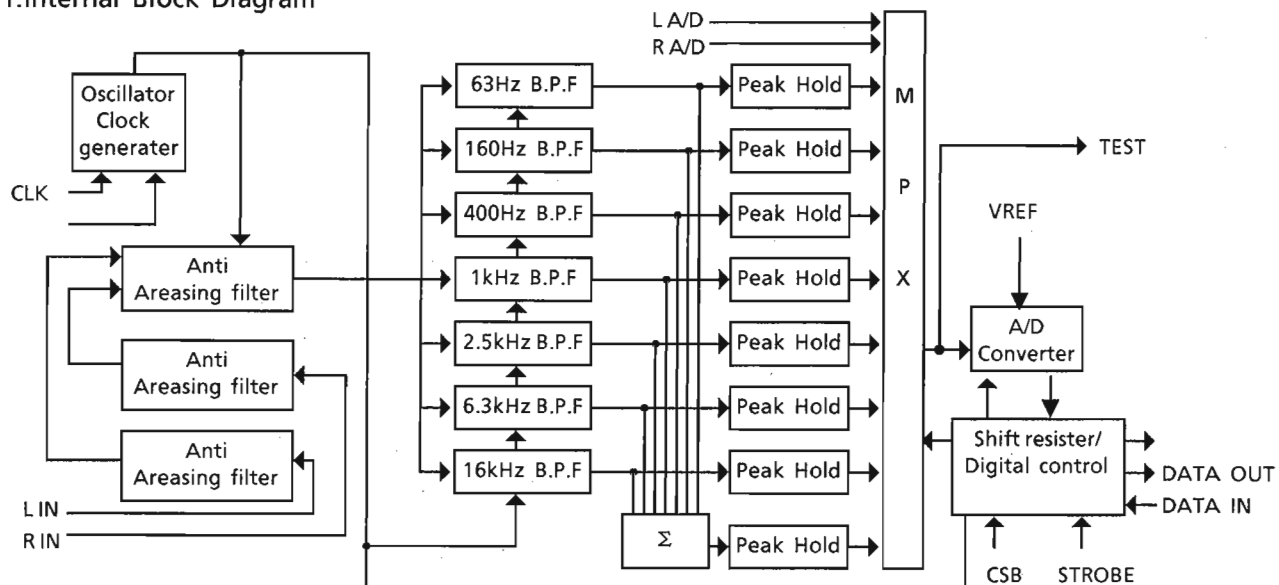 1.Internal Block Diagram
L A/D
R A/D
Oscillator
Clock
generater
CLK
63Hz B.P.F
Peak Hold
160Hz B.P.F
Peak Hold
400Hz B.P.F
Peak Hold
1kHz B.P.F
Peak Hold
2.5kHz B.P.F
Peak Hold
6.3kHz B.P.F
Peak Hold
16kHz B.P.F
Peak Hold
Σ
Peak Hold
M
P
X
Anti
Areasing filter
Anti
Areasing filter
Anti
Areasing filter
L IN
R IN
TEST
VREF
A/D
Converter
Shift resister/
Digital control
DATA OUT
DATA IN
CSB
STROBE